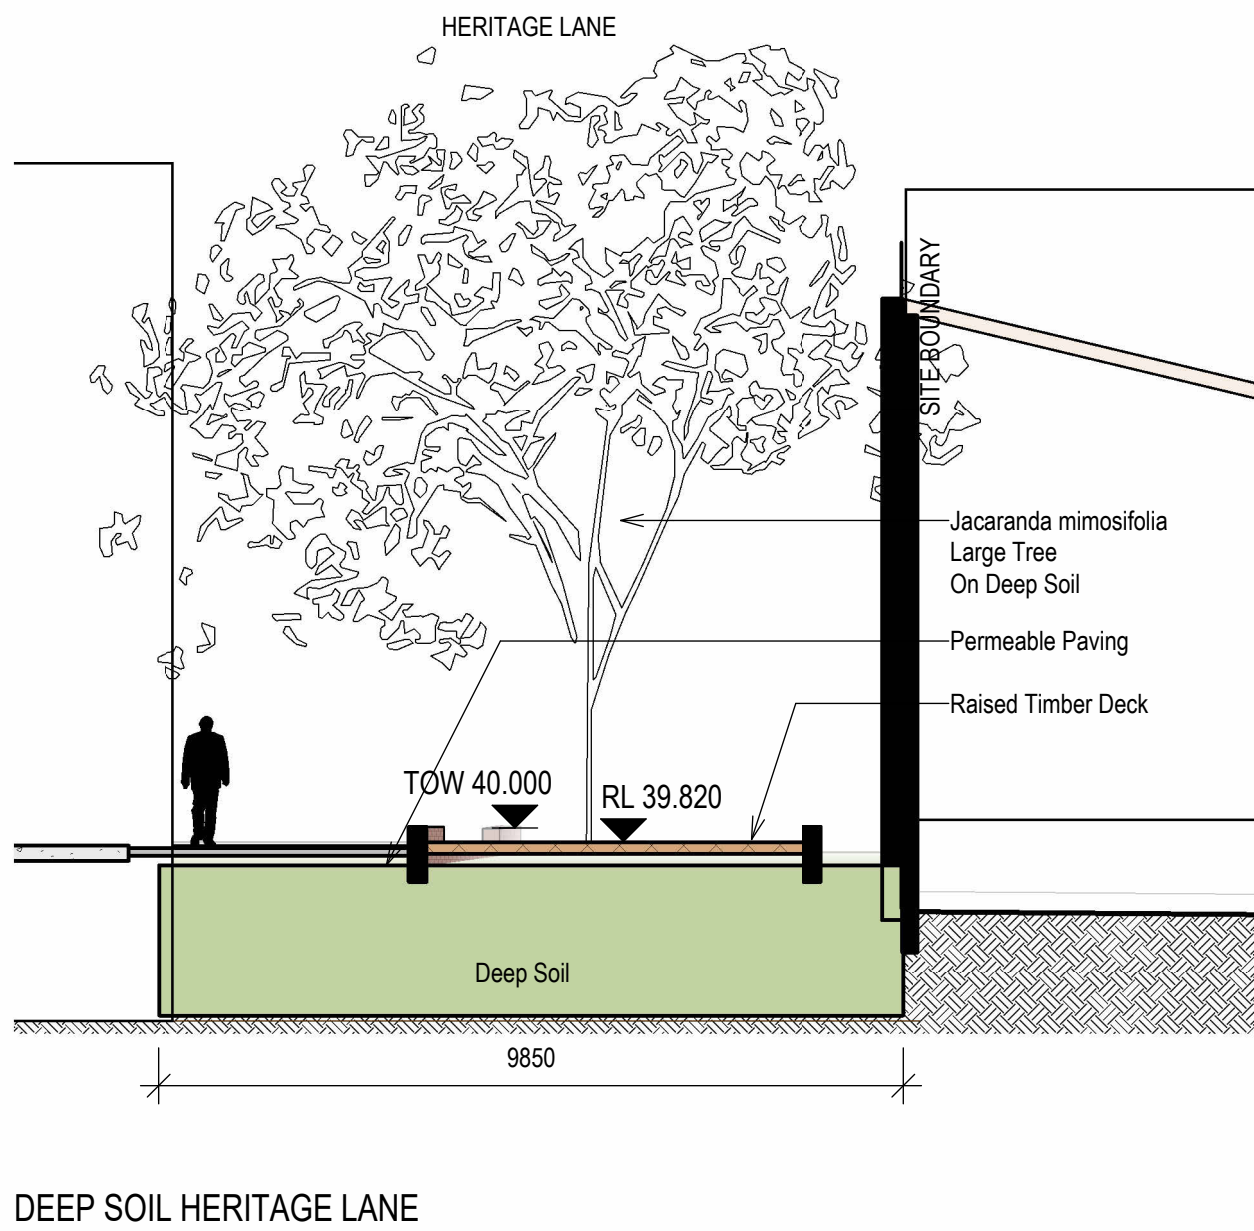 HERITAGE LANE
SITE BOUNDARY
Jacaranda mimosifolia
Large Tree
On Deep Soil
Permeable Paving
Raised Timber Deck
TOW 40.000
RL 39.820
Deep Soil
9850
DEEP SOIL HERITAGE LANE